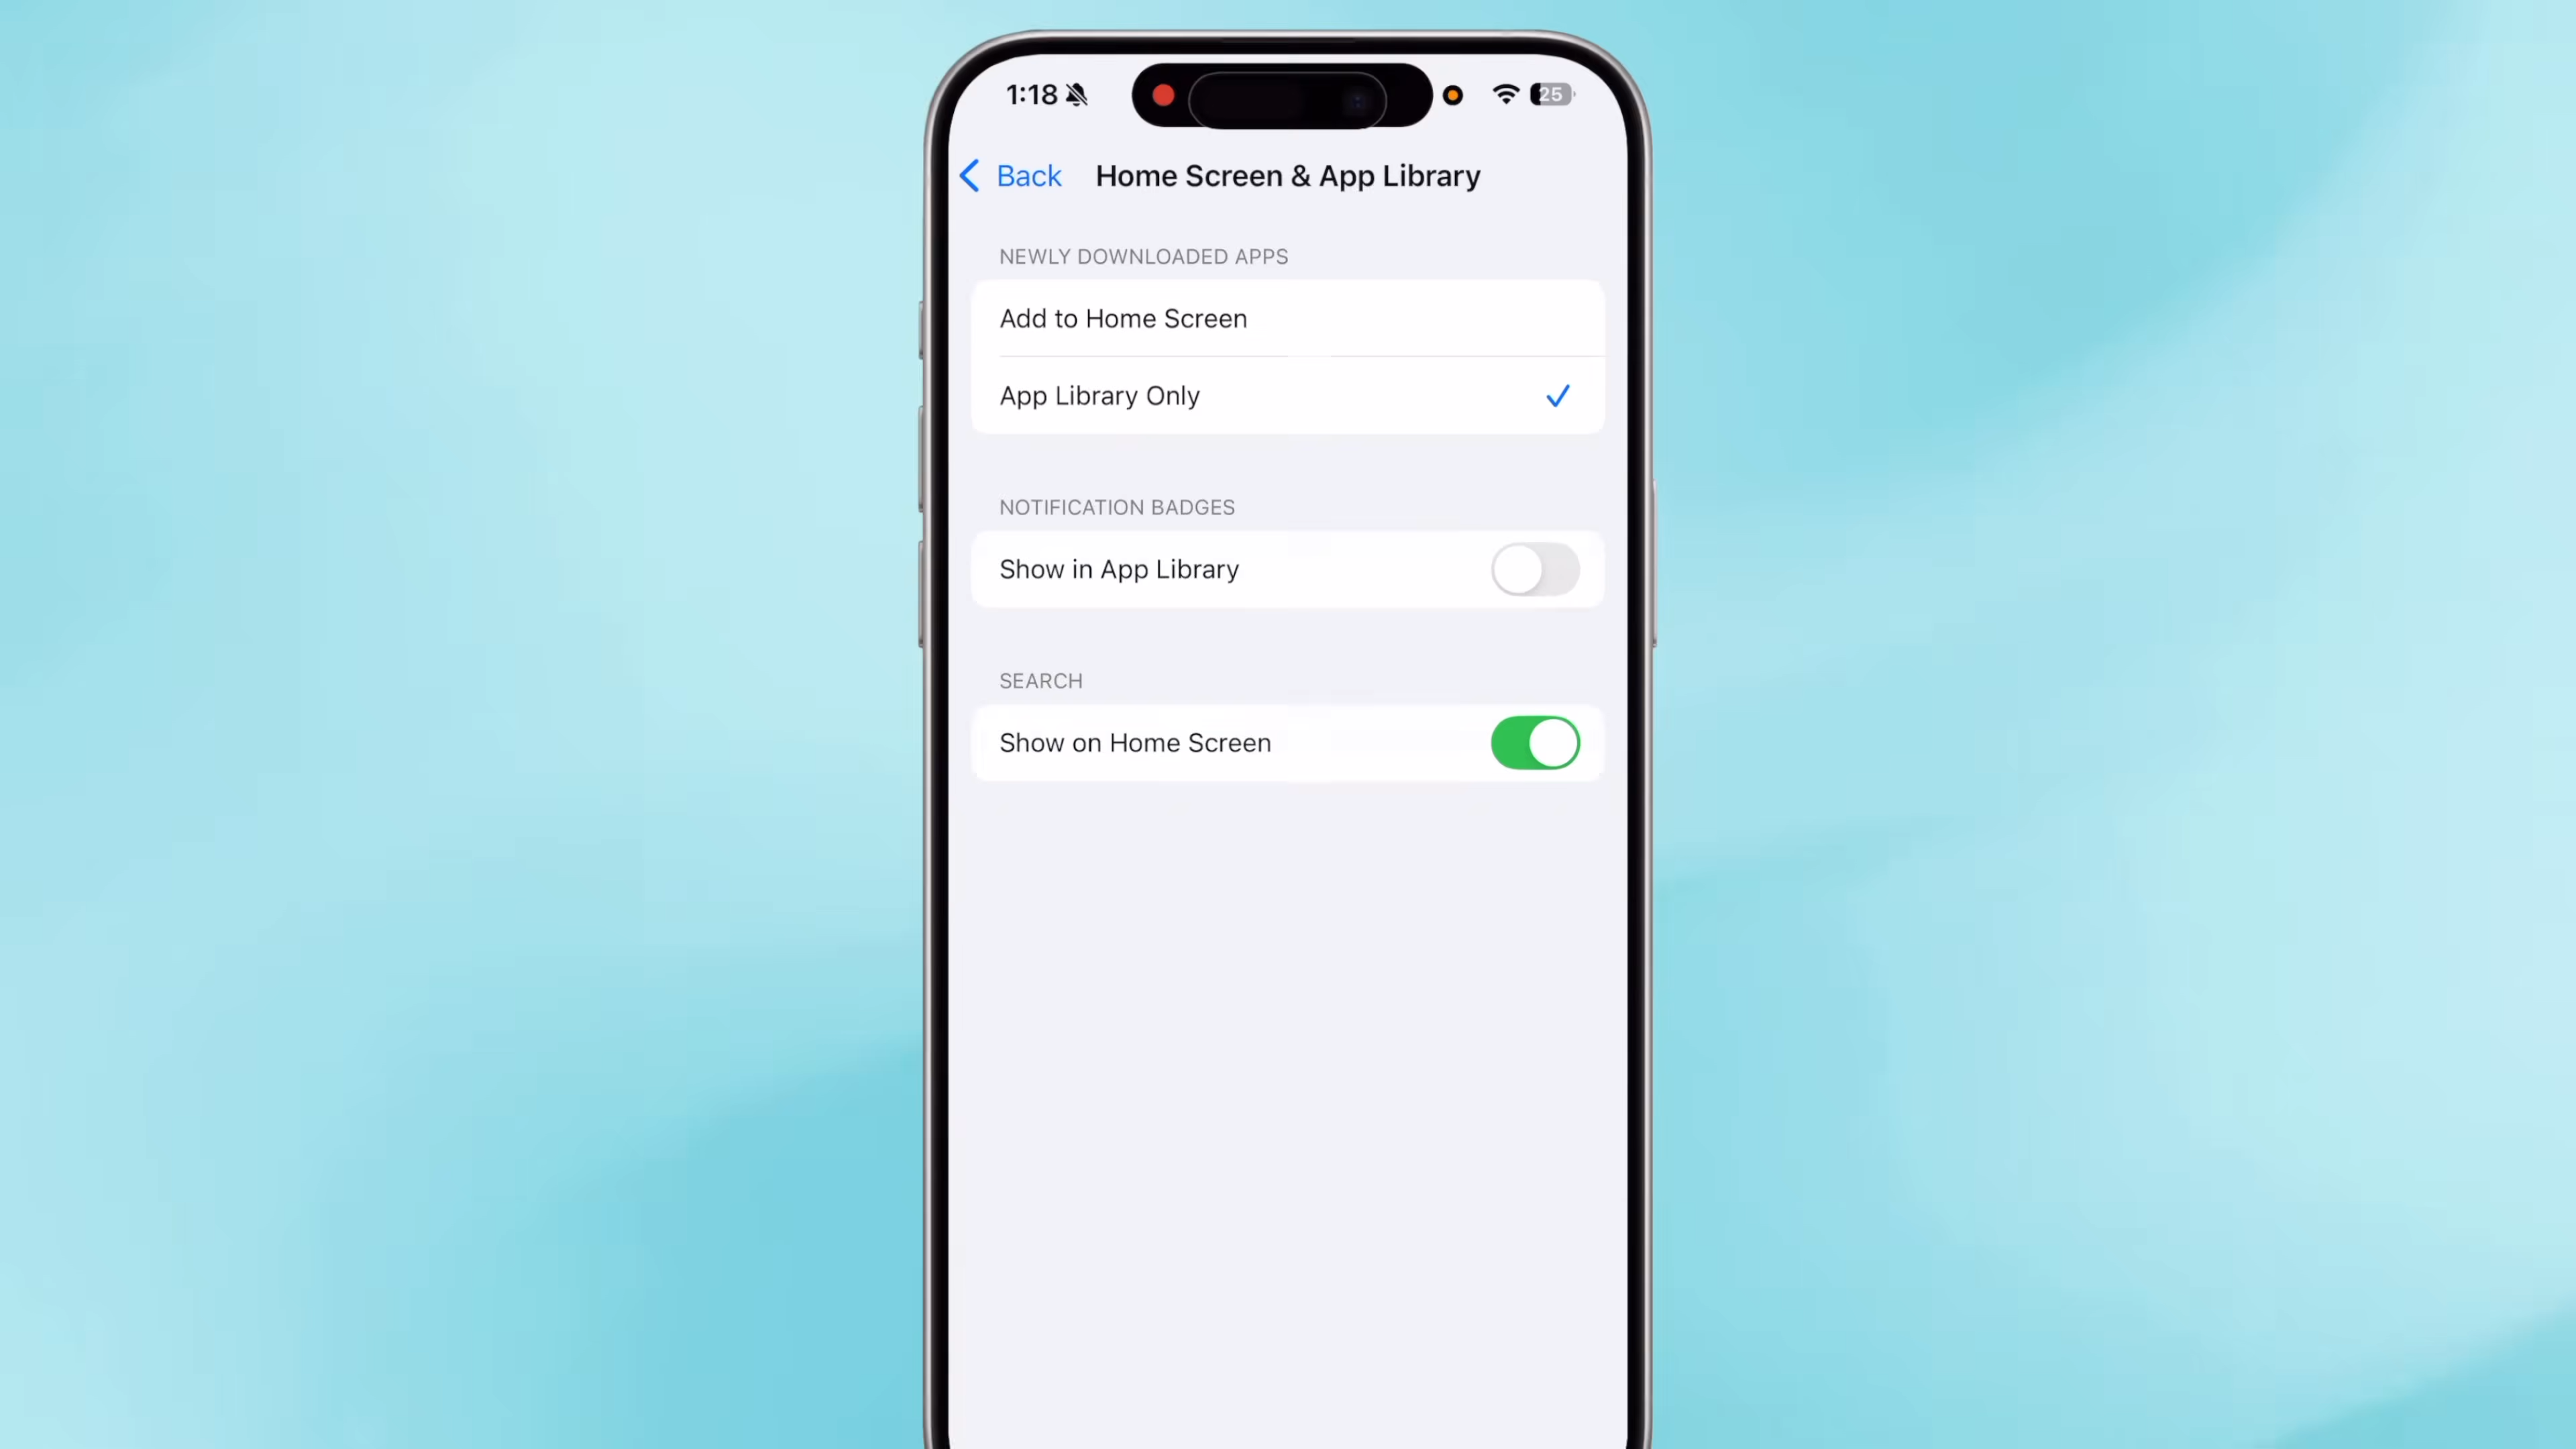 1:18
25
Back
Home Screen & App Library
NEWLY DOWNLOADED APPS
Add to Home Screen
App Library Only
NOTIFICATION BADGES
Show in App Library
SEARCH
Show on Home Screen